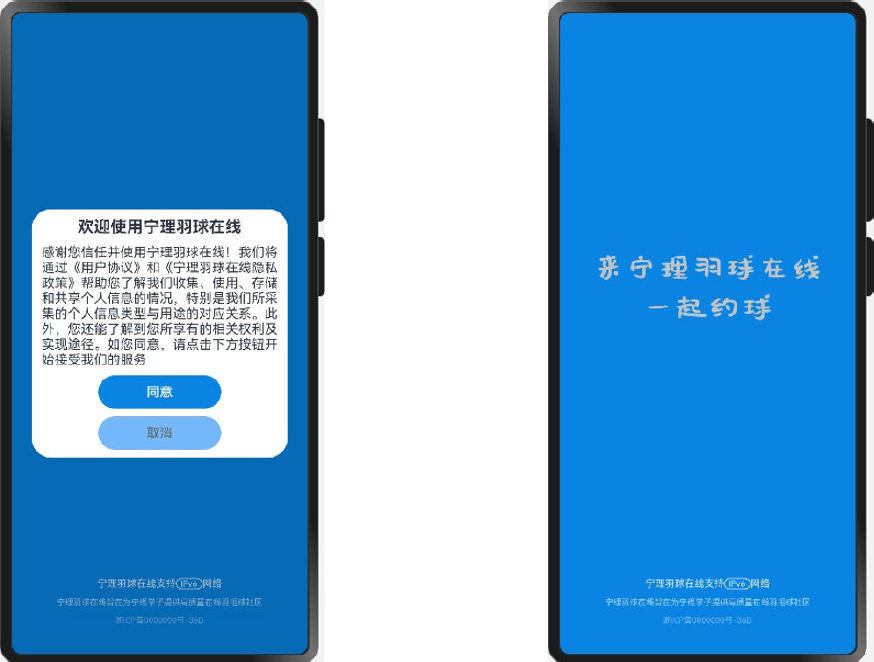 欢迎使用宁理羽球在线
感谢您信任并使用宁理羽球在线！我们将
通过《用户协议》和《宁理羽球在线隐私
政策》帮助您了解我们收集、使用、存储
和共享个人信息的情况，特别是我们所采
集的个人信息类型与用途的对应关系。此
外，您还能了解到您所享有的相关权利及
实现途径。如您同意，请点击下方按钮开
始接受我们的服务
同意
取消
宁理羽球在线支持IPv6网络
宁理羽球在线旨在为宁理学子提供高质量在线羽毛球社区
浙ICP备0000000号-36D
来宁理羽球在线
一起约球
宁理羽球在线支持IPv6网络
宁理羽球在线旨在为宁理学子提供高质量在线羽毛球社区
浙ICP备0000000号-36D